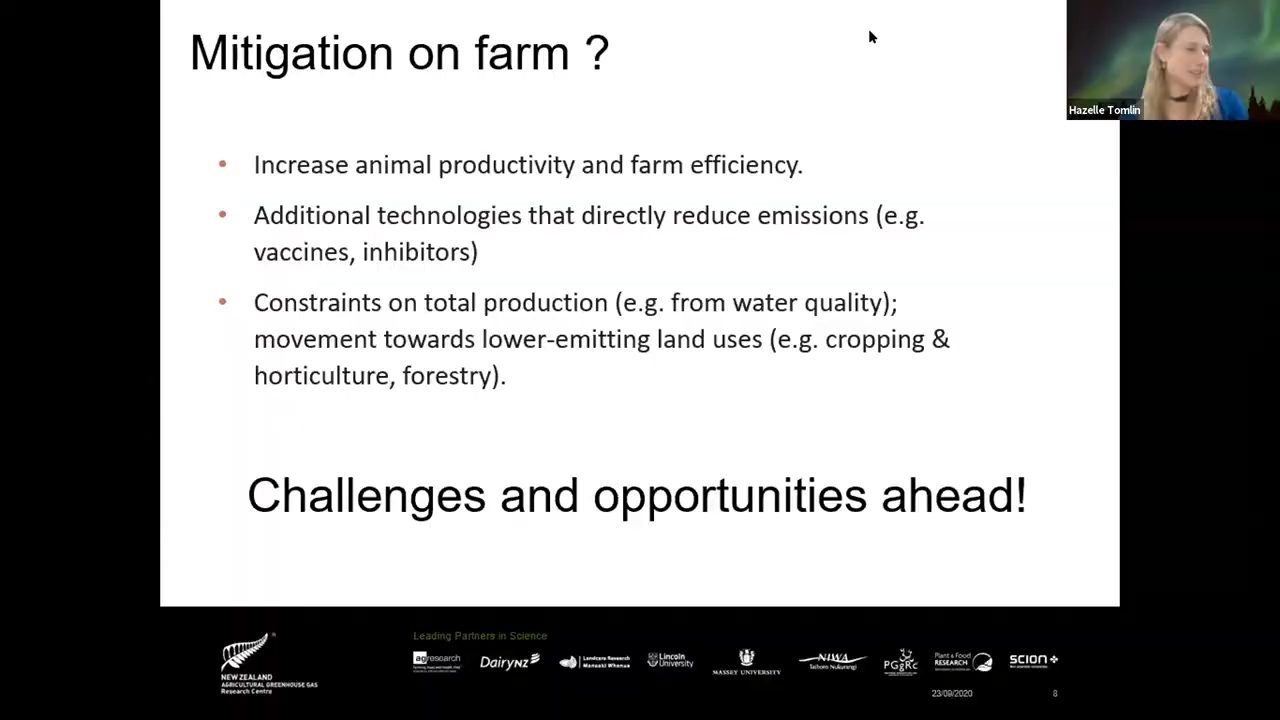 Mitigation on farm ?
Hazelle Tomlin
• Increase animal productivity and farm efficiency.
• Additional technologies that directly reduce emissions (e.g.
vaccines, inhibitors)
• Constraints on total production (e.g. from water quality);
movement towards lower-emitting land uses (e.g. cropping &
horticulture, forestry).
Challenges and opportunities ahead!
Leading Partners in Science
NEW ZEALAND
AGRICULTURAL GREENHOUSE GAS
Research Centre
agresearch
DairyNZ
Landcare Research
Manaaki Whenua
Lincoln
University
MASSEY UNIVERSITY
NIWA
Taihoro Nukurangi
PGgRc
Plant & Food
RESEARCH
SCION
23/09/2020
8